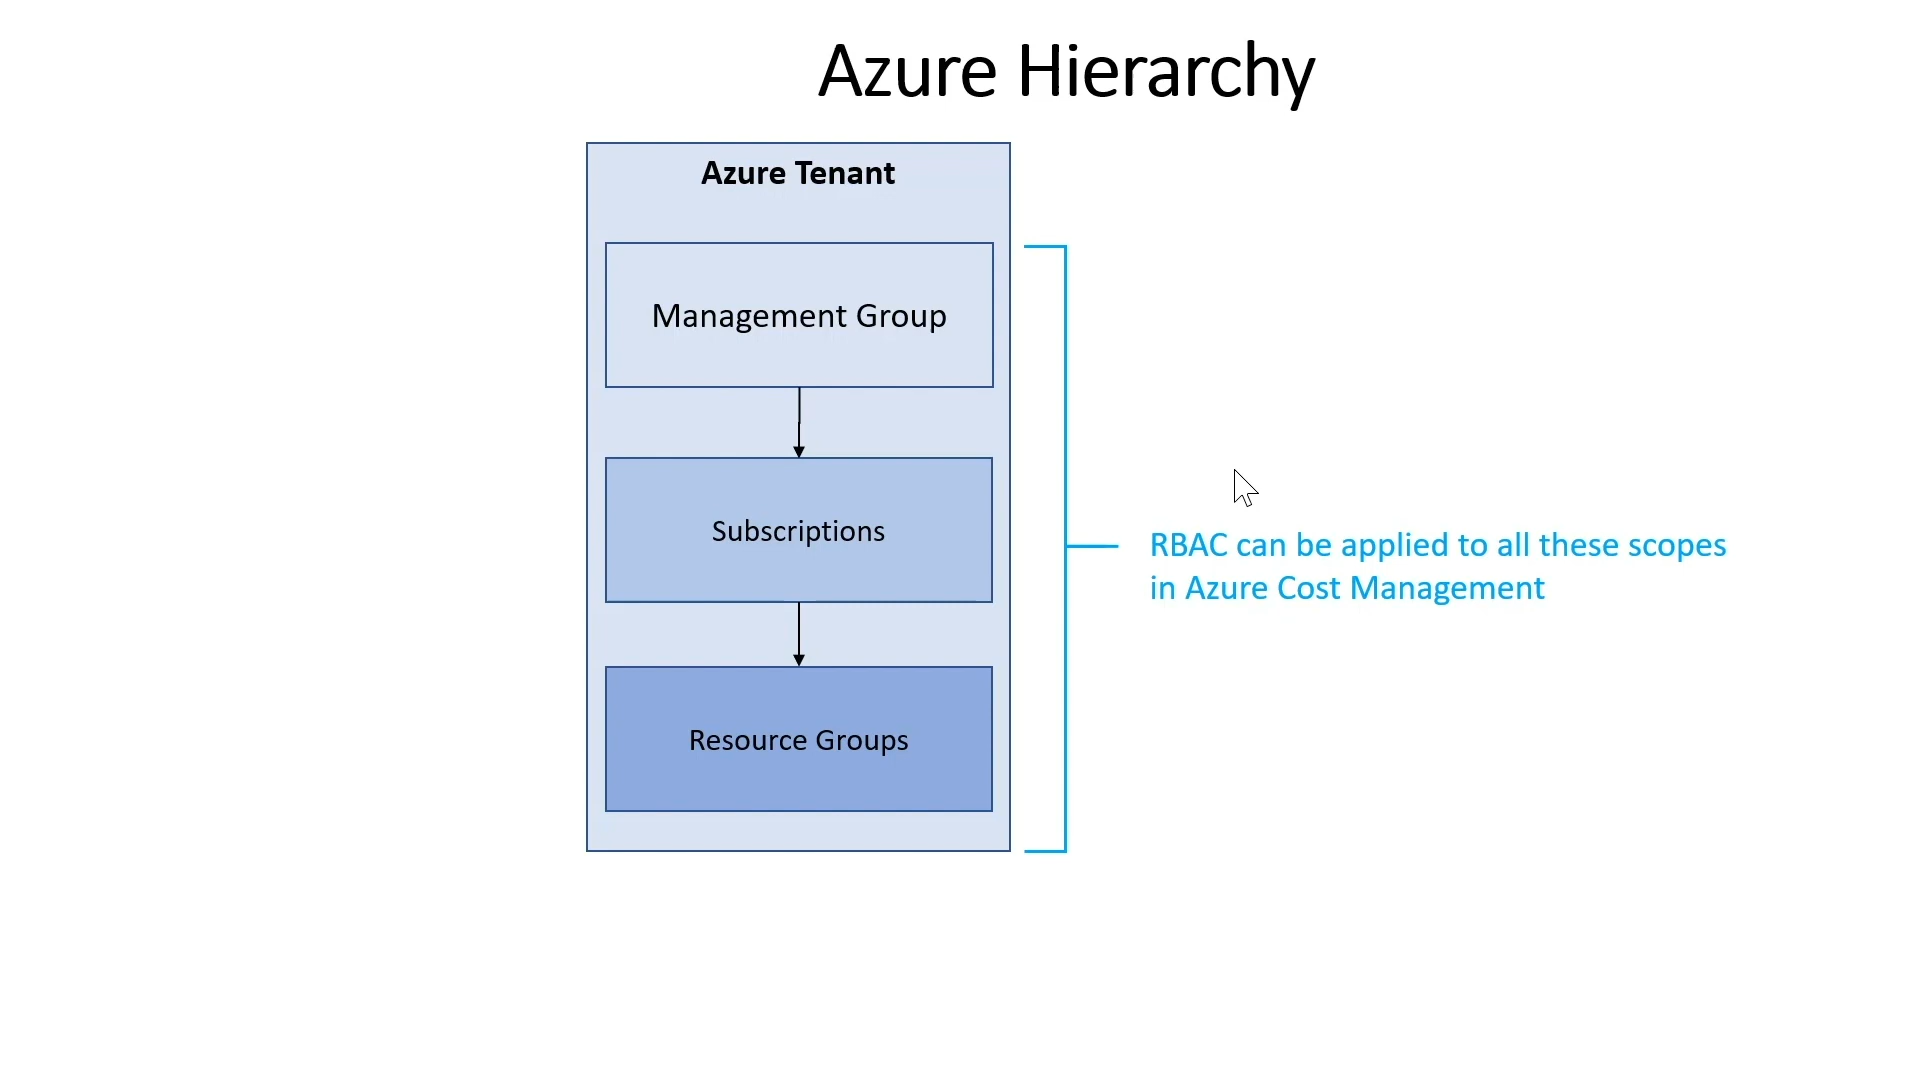 Azure Hierarchy
Azure Tenant
Management Group
Subscriptions
Resource Groups
RBAC can be applied to all these scopes
in Azure Cost Management